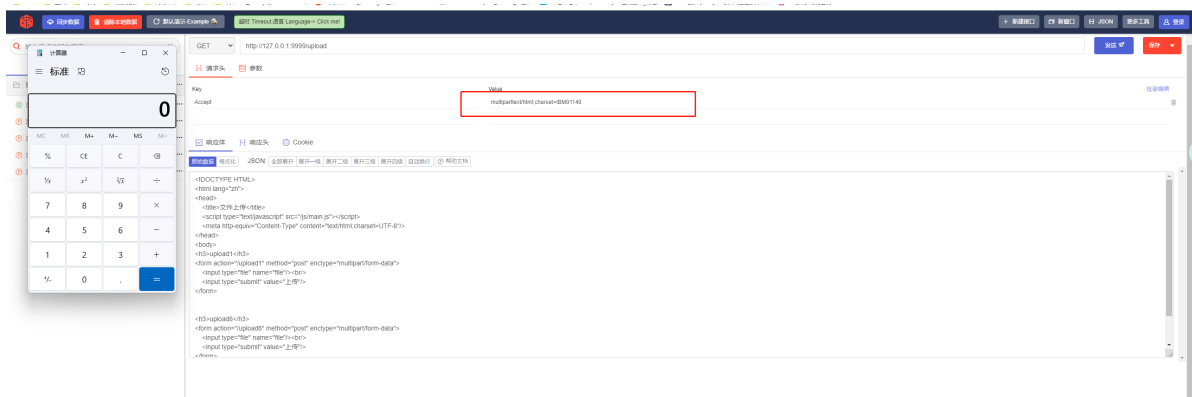 同步数据 清除本地数据 默认演示-Example 超时 Timeout 语言 Language-> Click me! + 新建接口 新窗口 JSON 更多工具 登录
计算器
标准
0
MC MR M+ M- MS M∨
% CE C
¹/x x² ²√x ÷
7 8 9 ×
4 5 6 −
1 2 3 +
+/- 0 . =
GET http://127.0.0.1:9999/upload 发送 保存
请求头 参数
Key Value 批量编辑
Accept multiparttext/html;charset=IBM01140
响应体 响应头 Cookie
原始数据 格式化 JSON: 全部展开 展开一级 展开二级 展开三级 展开四级 自动换行 帮助文档
<!DOCTYPE HTML>
<html lang="zh">
<head>
<title>文件上传</title>
<script type="text/javascript" src="/js/main.js"></script>
<meta http-equiv="Content-Type" content="text/html;charset=UTF-8"/>
</head>
<body>
<h3>upload1</h3>
<form action="/upload1" method="post" enctype="multipart/form-data">
<input type="file" name="file"/><br/>
<input type="submit" value="上传"/>
</form>
<h3>upload8</h3>
<form action="/upload8" method="post" enctype="multipart/form-data">
<input type="file" name="file"/><br/>
<input type="submit" value="上传"/>
</form>